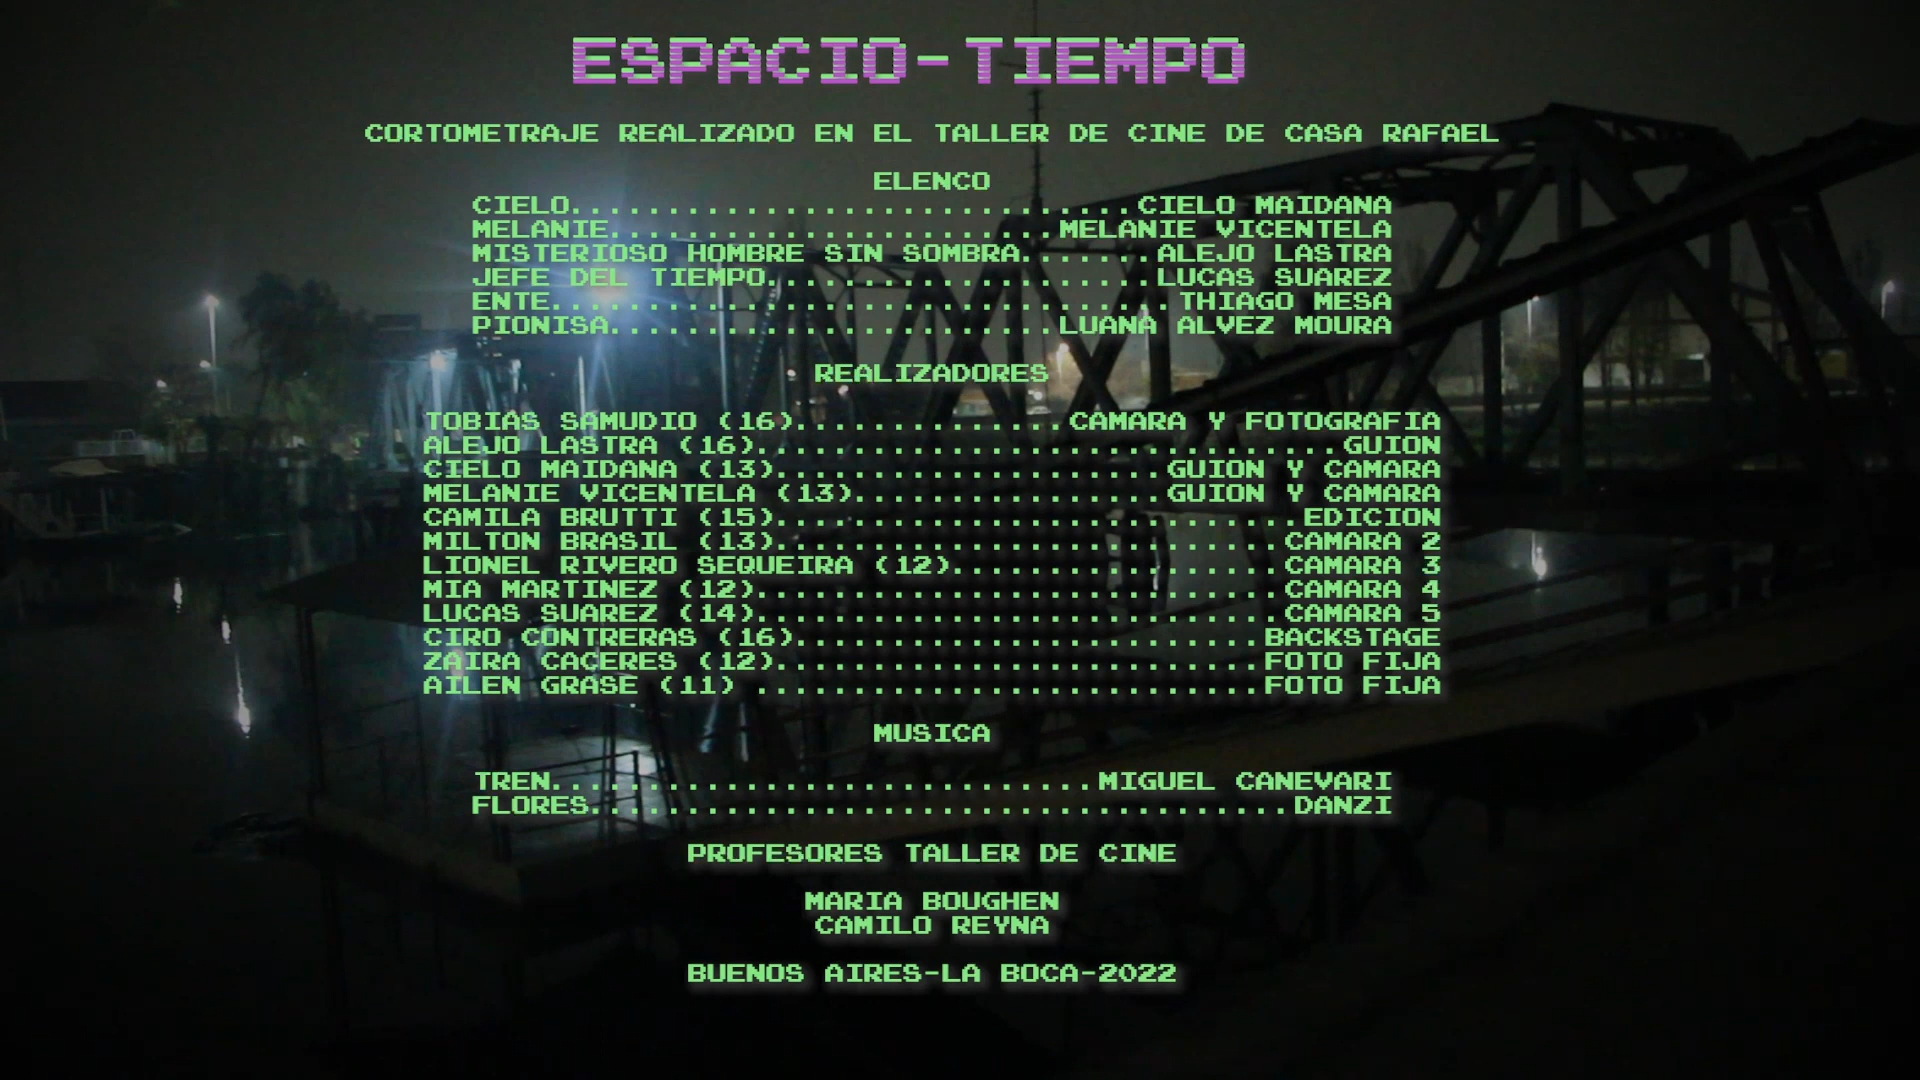 ESPACIO-TIEMPO
CORTOMETRAJE REALIZADO EN EL TALLER DE CINE DE CASA RAFAEL
ELENCO
CIELO.............................CIELO MAIDANA
MELANIE.......................MELANIE VICENTELA
MISTERIOSO HOMBRE SIN SOMBRA.......ALEJO LASTRA
JEFE DEL TIEMPO....................LUCAS SUAREZ
ENTE................................THIAGO MESA
PIONISA.......................LUANA ALVEZ MOURA
REALIZADORES
TOBIAS SAMUDIO (16)..............CAMARA Y FOTOGRAFIA
ALEJO LASTRA (16)..............................GUION
CIELO MAIDANA (13)....................GUION Y CAMARA
MELANIE VICENTELA (13)................GUION Y CAMARA
CAMILA BRUTTI (15)...........................EDICION
MILTON BRASIL (13)..........................CAMARA 2
LIONEL RIVERO SEQUEIRA (12).................CAMARA 3
MIA MARTINEZ (12)...........................CAMARA 4
LUCAS SUAREZ (14)...........................CAMARA 5
CIRO CONTRERAS (16)........................BACKSTAGE
ZAIRA CACERES (12).........................FOTO FIJA
AILEN GRASE (11) ..........................FOTO FIJA
MUSICA
TREN............................MIGUEL CANEVARI
FLORES....................................DANZI
PROFESORES TALLER DE CINE
MARIA BOUGHEN
CAMILO REYNA
BUENOS AIRES-LA BOCA-2022